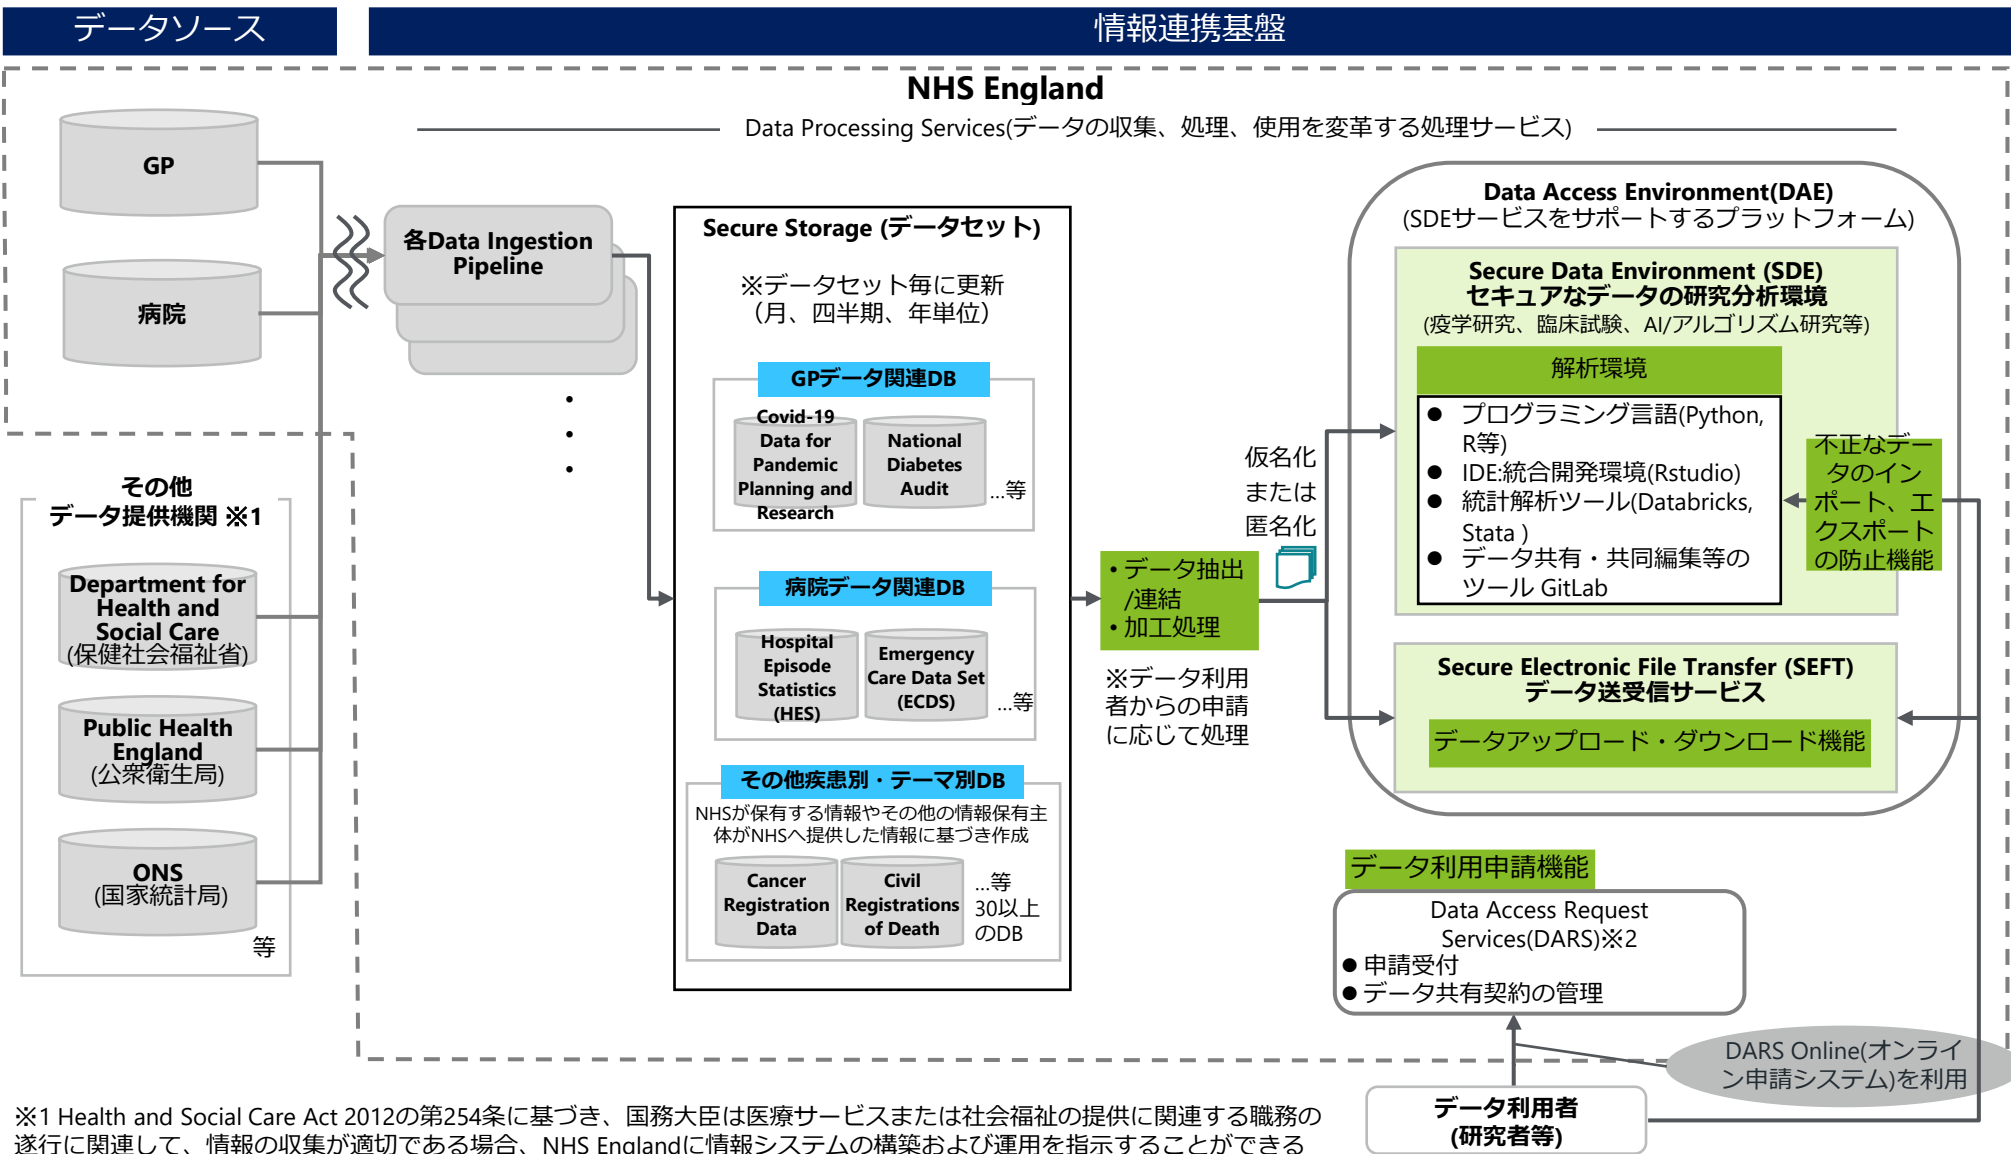 データソース
情報連携基盤
NHS England
Data Processing Services(データの収集、処理、使用を変革する処理サービス)
GP
病院
各Data Ingestion
Pipeline
・
・
・
その他
データ提供機関 ※1
Department for
Health and
Social Care
(保健社会福祉省)
Public Health
England
(公衆衛生局)
ONS
(国家統計局)
等
Secure Storage (データセット)
※データセット毎に更新
（月、四半期、年単位）
GPデータ関連DB
Covid-19
Data for
Pandemic
Planning and
Research
National
Diabetes
Audit
...等
病院データ関連DB
Hospital
Episode
Statistics
(HES)
Emergency
Care Data Set
(ECDS)
...等
その他疾患別・テーマ別DB
NHSが保有する情報やその他の情報保有主
体がNHSへ提供した情報に基づき作成
Cancer
Registration
Data
Civil
Registrations
of Death
...等
30以上
のDB
・データ抽出
/連結
・加工処理
※データ利用
者からの申請
に応じて処理
仮名化
または
匿名化
Data Access Environment(DAE)
(SDEサービスをサポートするプラットフォーム)
Secure Data Environment (SDE)
セキュアなデータの研究分析環境
(疫学研究、臨床試験、AI/アルゴリズム研究等)
解析環境
● プログラミング言語(Python,
R等)
● IDE:統合開発環境(Rstudio)
● 統計解析ツール(Databricks,
Stata )
● データ共有・共同編集等の
ツール GitLab
不正なデー
タのイン
ポート、エ
クスポート
の防止機能
Secure Electronic File Transfer (SEFT)
データ送受信サービス
データアップロード・ダウンロード機能
データ利用申請機能
Data Access Request
Services(DARS)※2
● 申請受付
● データ共有契約の管理
DARS Online(オンライ
ン申請システム)を利用
データ利用者
(研究者等)
※1 Health and Social Care Act 2012の第254条に基づき、国務大臣は医療サービスまたは社会福祉の提供に関連する職務の
遂行に関連して、情報の収集が適切である場合、NHS Englandに情報システムの構築および運用を指示することができる